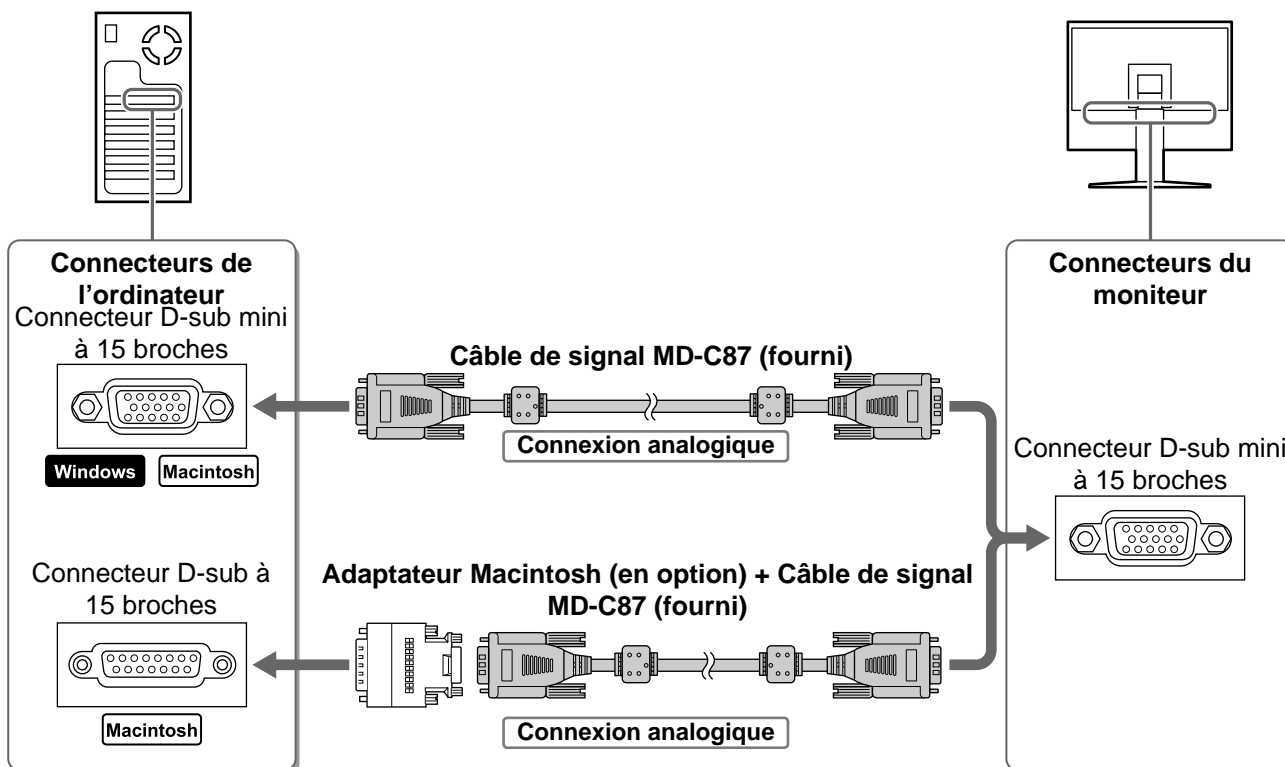 Connecteurs de
l’ordinateur
Connecteur D-sub mini
à 15 broches
Windows
Macintosh
Connecteur D-sub à
15 broches
Macintosh
Câble de signal MD-C87 (fourni)
Connexion analogique
Adaptateur Macintosh (en option) + Câble de signal
MD-C87 (fourni)
Connexion analogique
Connecteurs du
moniteur
Connecteur D-sub mini
à 15 broches